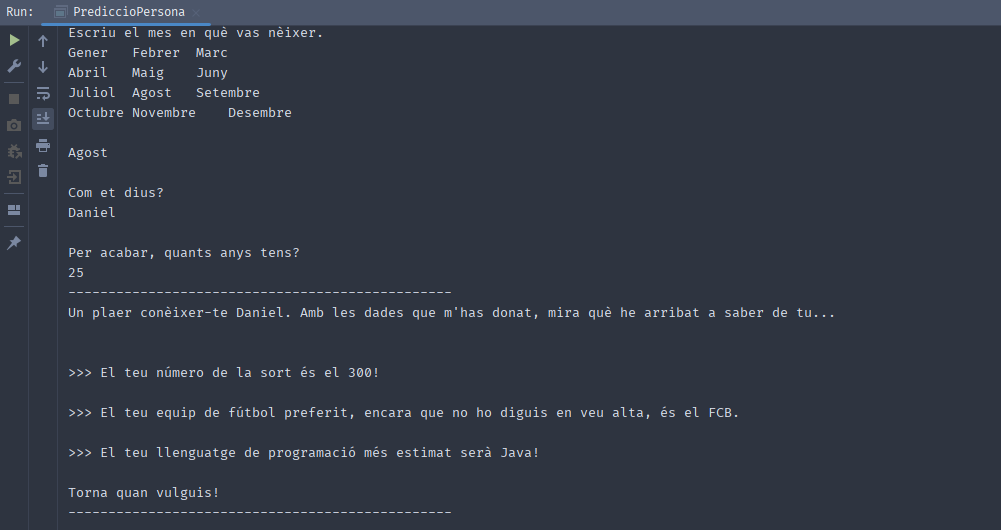 Run: PrediccioPersona
Escriu el mes en què vas nèixer.
Gener Febrer Marc
Abril Maig Juny
Juliol Agost Setembre
Octubre Novembre Desembre
Agost
Com et dius?
Daniel
Per acabar, quants anys tens?
25
------------------------------------------------
Un plaer conèixer-te Daniel. Amb les dades que m'has donat, mira què he arribat a saber de tu...
>>> El teu número de la sort és el 300!
>>> El teu equip de fútbol preferit, encara que no ho diguis en veu alta, és el FCB.
>>> El teu llenguatge de programació més estimat serà Java!
Torna quan vulguis!
------------------------------------------------